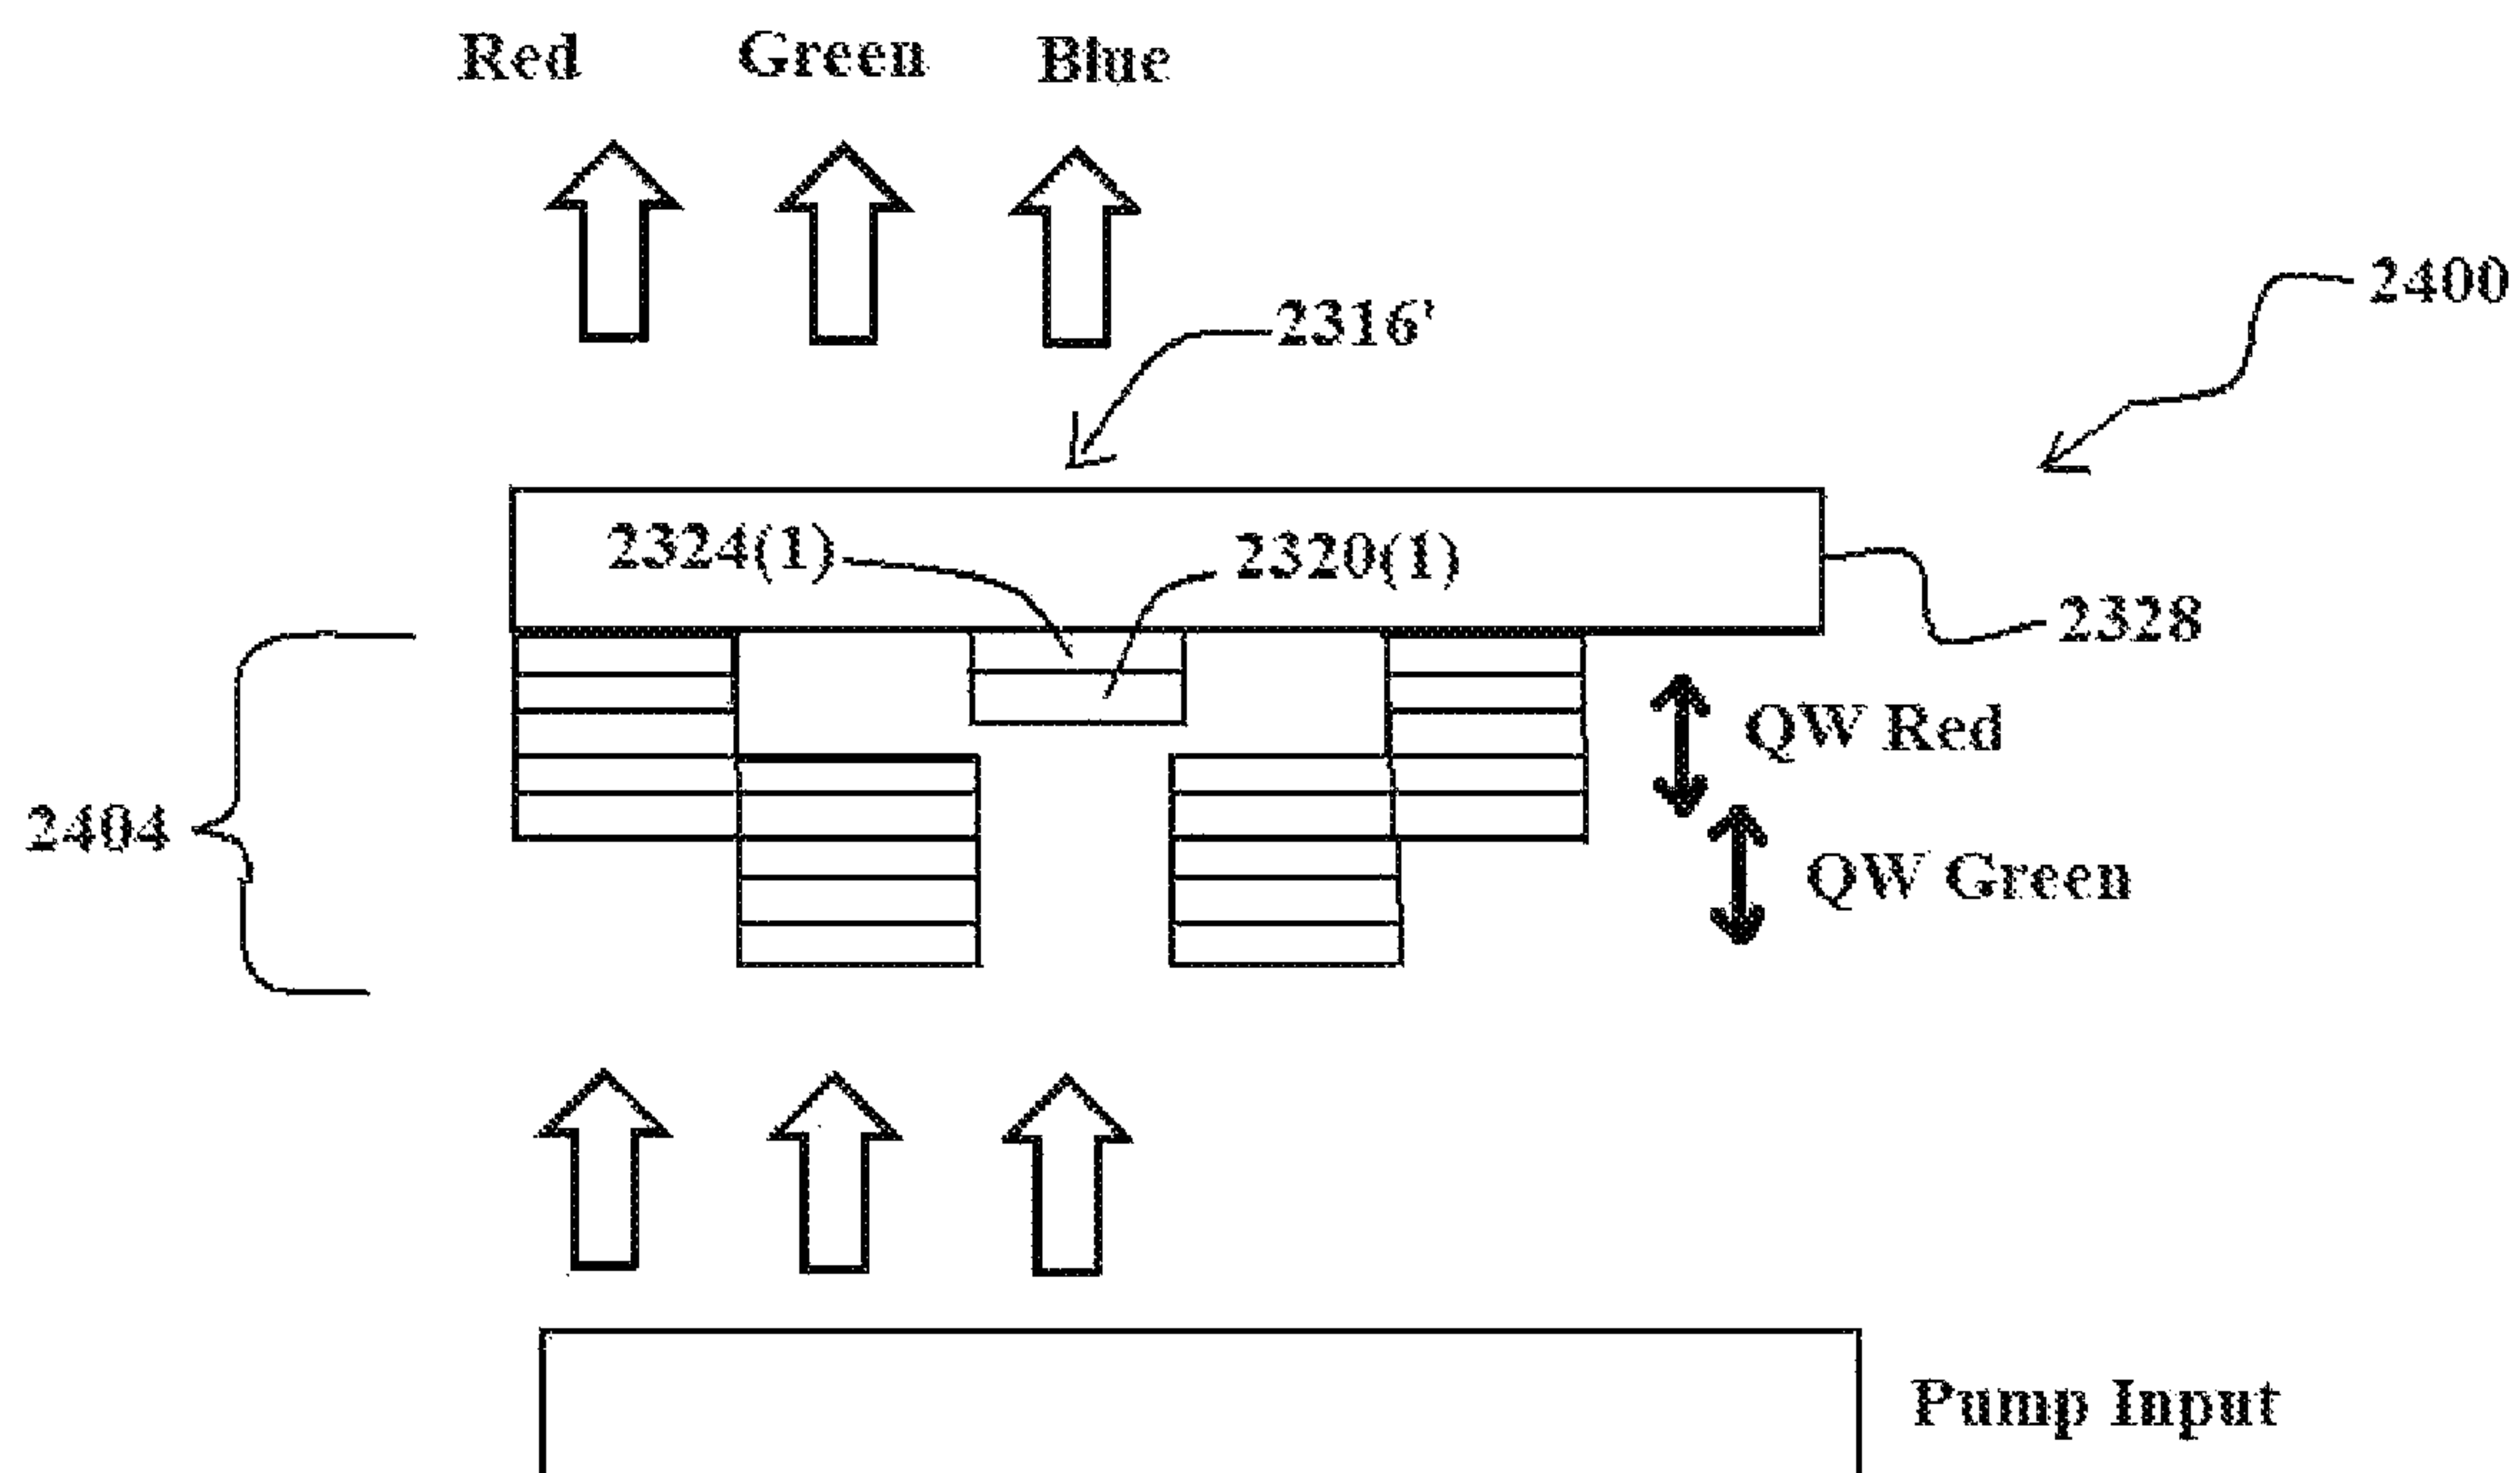 Red Green Blue
2400
2316'
2324(1) 2320(1)
2328
QW Red
2404
QW Green
Pump Input